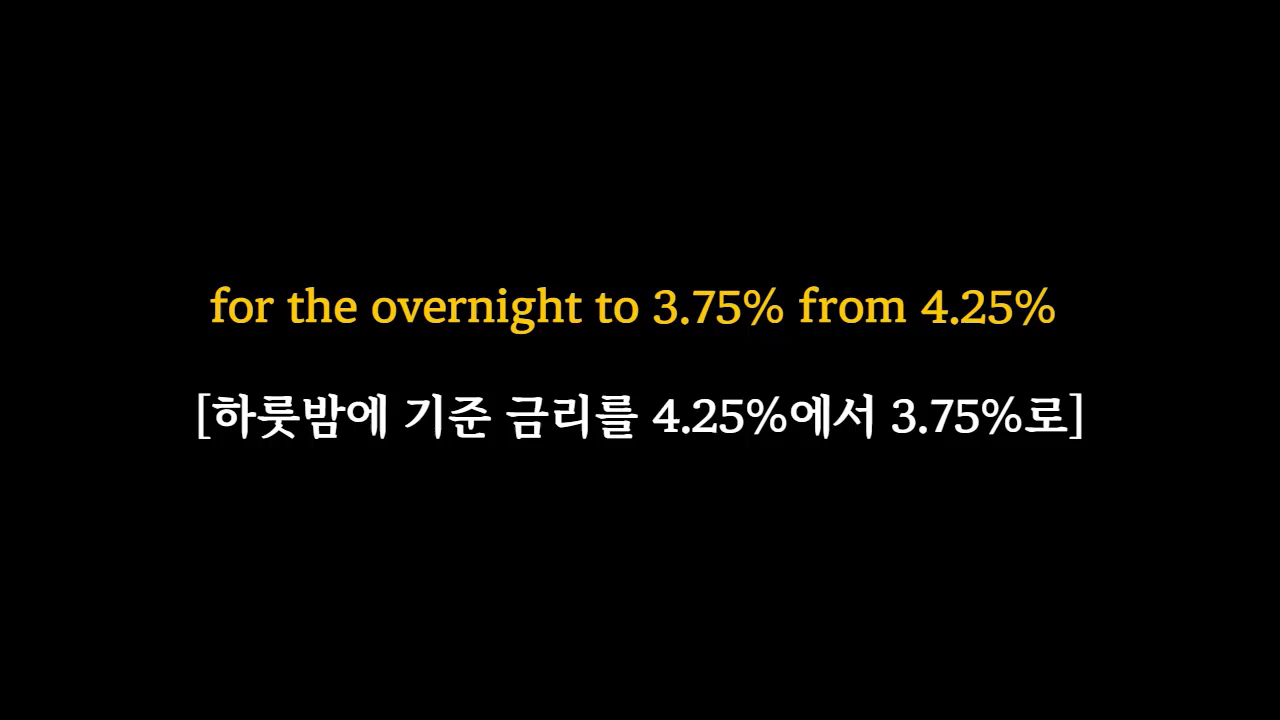 for the overnight to 3.75% from 4.25%
[하룻밤에 기준 금리를 4.25%에서 3.75%로]